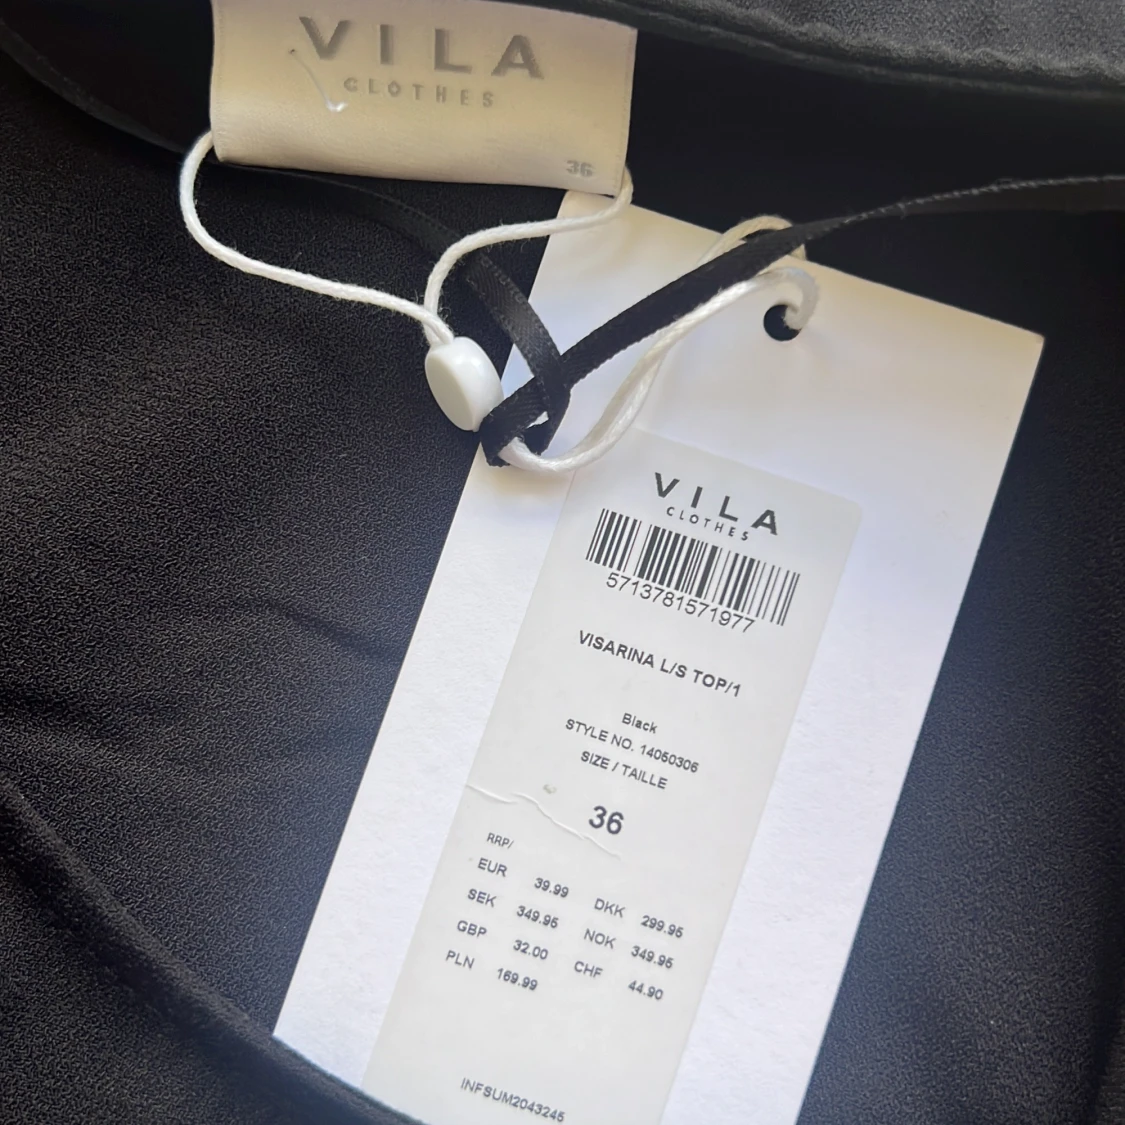 VILA
CLOTHES
36
VILA
CLOTHES
5713781571977
VISARINA L/S TOP/1
Black
STYLE NO. 14050306
SIZE / TAILLE
36
RRP/
EUR 39.99 DKK 299.95
SEK 349.95 NOK 349.95
GBP 32.00 CHF 44.90
PLN 169.99
INFSUM2043245